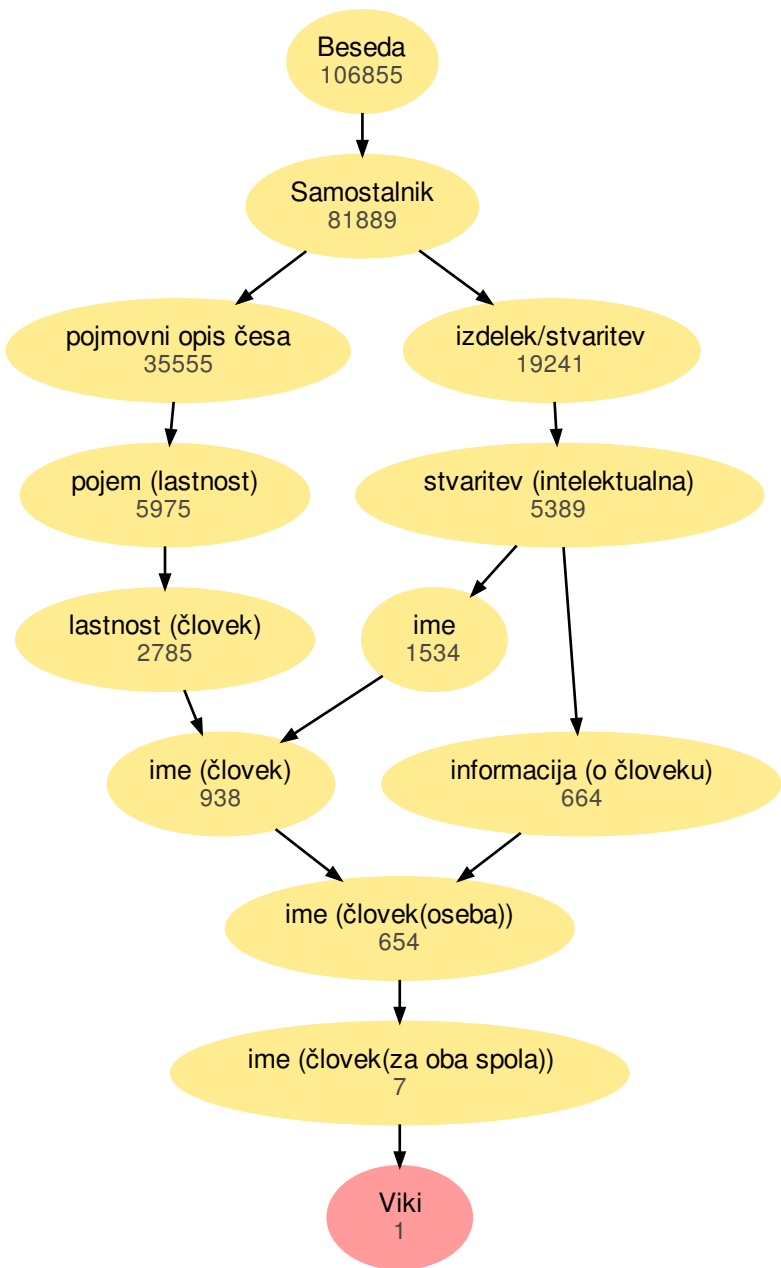 Beseda
106855
Samostalnik
81889
pojmovni opis česa
35555
izdelek/stvaritev
19241
pojem (lastnost)
5975
stvaritev (intelektualna)
5389
lastnost (človek)
2785
ime
1534
ime (človek)
938
informacija (o človeku)
664
ime (človek(oseba))
654
ime (človek(za oba spola))
7
Viki
1